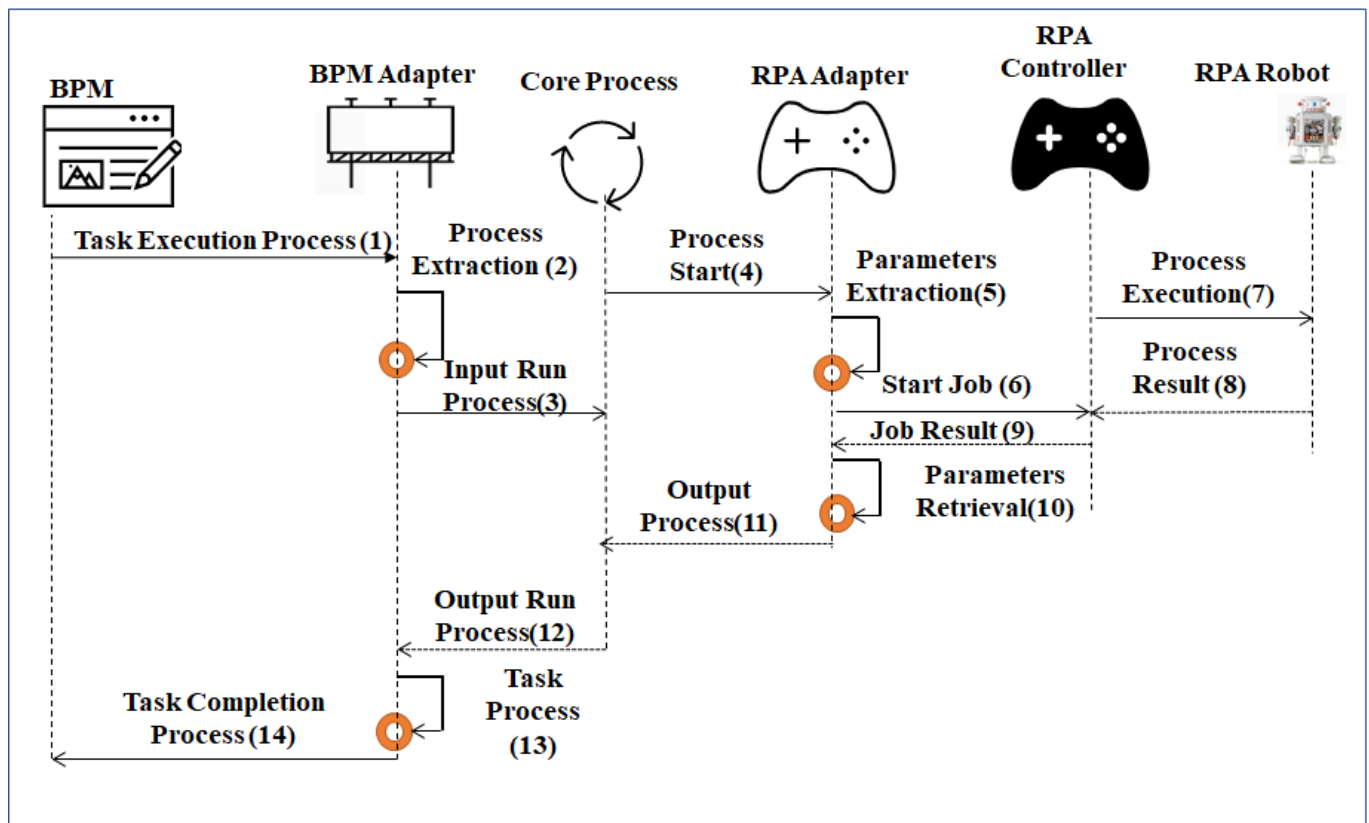 BPM
BPM Adapter
Core Process
RPA Adapter
RPA
Controller
RPA Robot
Task Execution Process (1)
Process
Extraction (2)
Input Run
Process(3)
Process
Start(4)
Parameters
Extraction(5)
Start Job (6)
Process
Execution(7)
Process
Result (8)
Job Result (9)
Parameters
Retrieval(10)
Output
Process(11)
Output Run
Process(12)
Task
Process
(13)
Task Completion
Process (14)